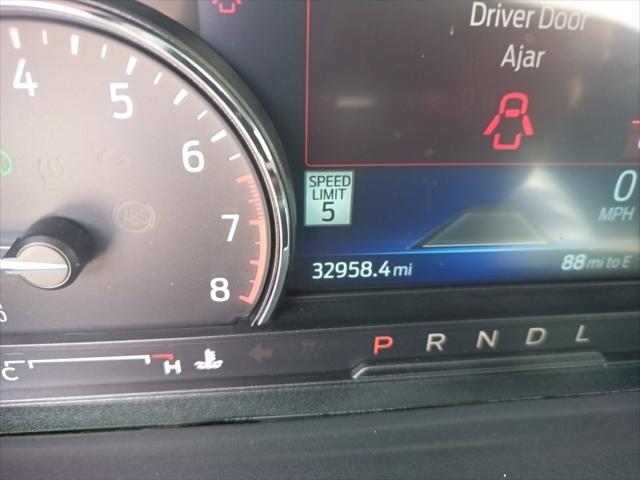 Driver Door
Ajar
4
5
6
7
8
ABS
SPEED
LIMIT
5
0
MPH
32958.4 mi
88 mi to E
P R N D L
C
H